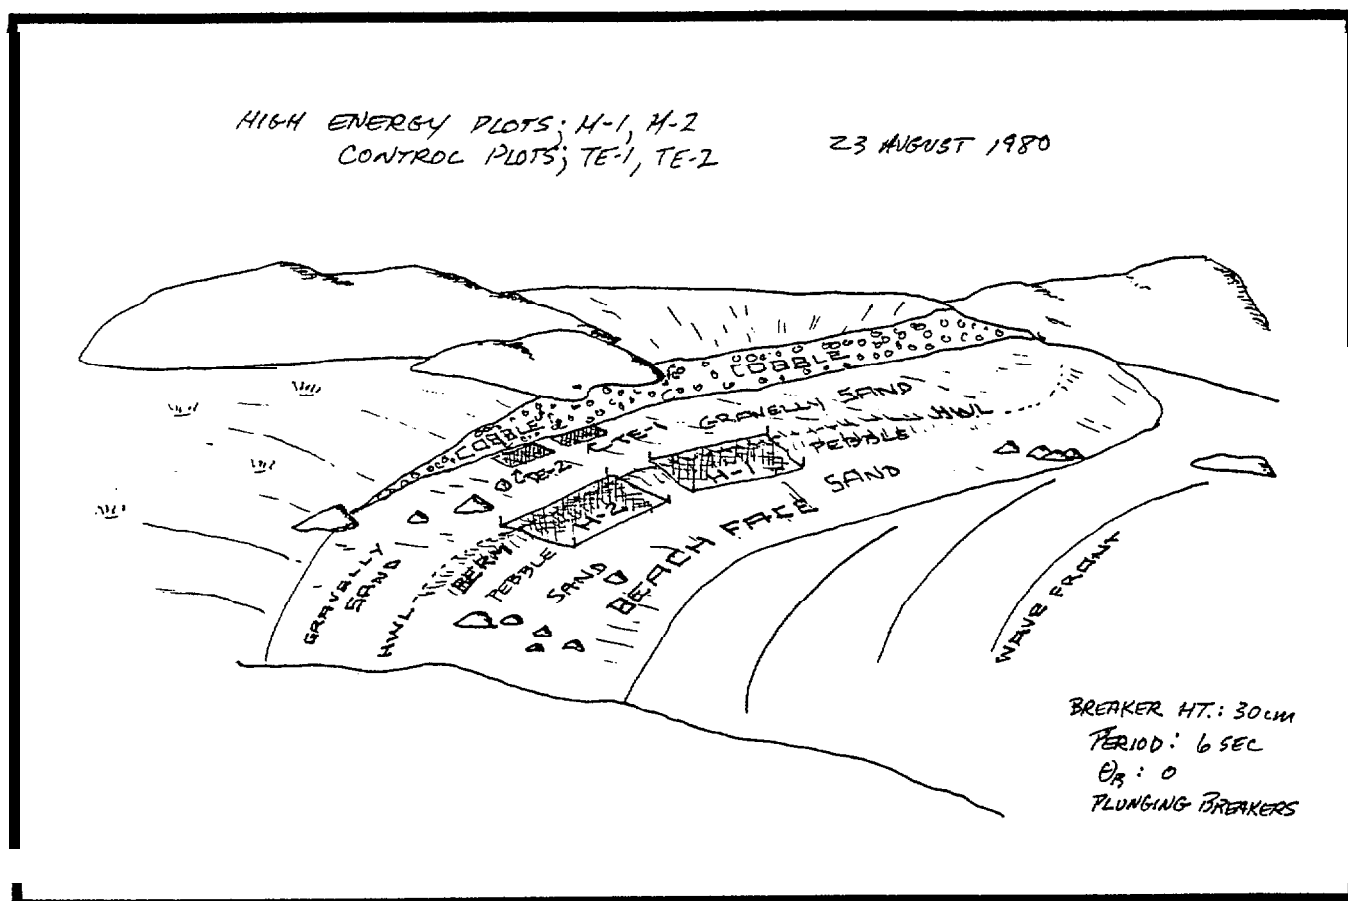 HIGH ENERGY PLOTS; H-1, H-2
CONTROL PLOTS; TE-1, TE-2
23 AUGUST 1980
COBBLE
GRAVELLY SAND
HWL
PEBBLE
COBBLE
TE-1
TE-2
H-1
SAND
H-2
BEACH FACE
BERM
PEBBLE
SAND
GRAVELLY
SAND
HWL
WAVE FRONT
BREAKER HT.: 30cm
PERIOD: 6 SEC
ΘB: 0
PLUNGING BREAKERS